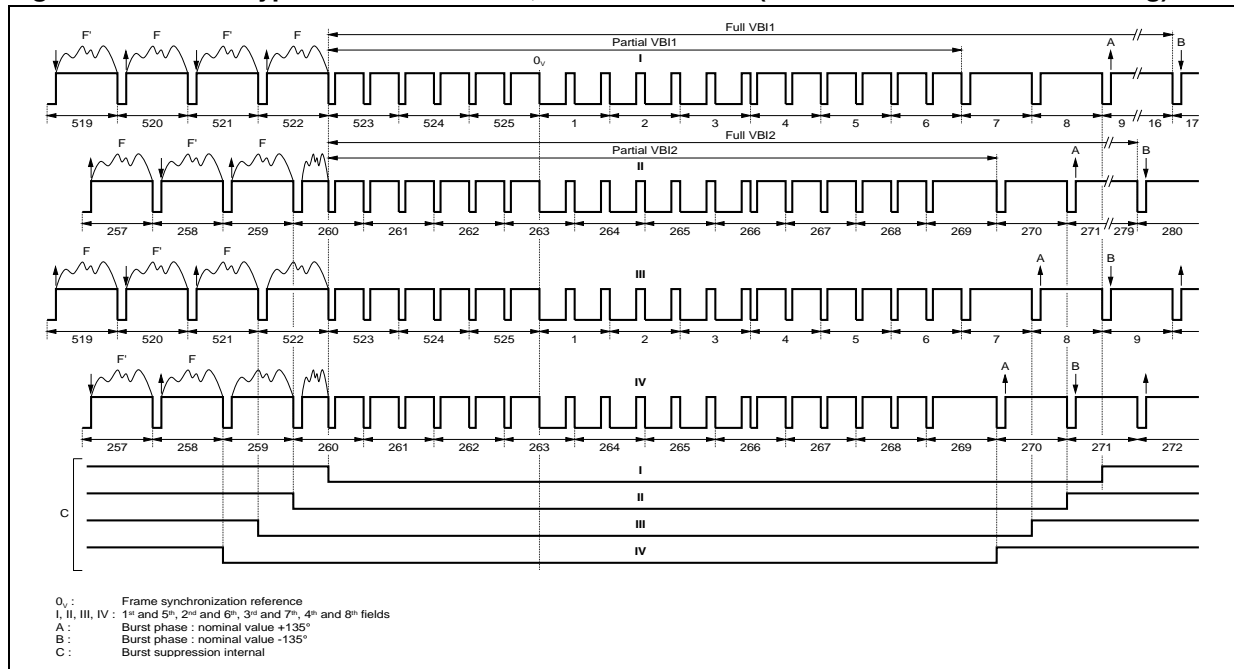 F' F F' F Full VBI1
Partial VBI1 A B
0V I
519 520 521 522 523 524 525 1 2 3 4 5 6 7 8 9 16 17
Full VBI2
F F' F Partial VBI2 A B
II
257 258 259 260 261 262 263 264 265 266 267 268 269 270 271 279 280
F F' F A B
III
519 520 521 522 523 524 525 1 2 3 4 5 6 7 8 9
F' F A B
IV
257 258 259 260 261 262 263 264 265 266 267 268 269 270 271 272
I
II
C
III
IV
0V : Frame synchronization reference
I, II, III, IV : 1st and 5th, 2nd and 6th, 3rd and 7th, 4th and 8th fields
A : Burst phase : nominal value +135°
B : Burst phase : nominal value -135°
C : Burst suppression internal